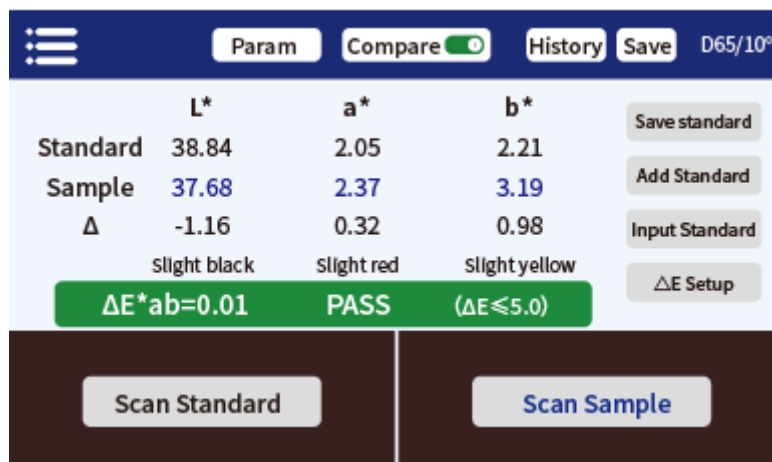 Param Compare History Save D65/10°
L* a* b*
Save standard
Standard 38.84 2.05 2.21
Add Standard
Sample 37.68 2.37 3.19
Δ -1.16 0.32 0.98
Input Standard
Slight black Slight red Slight yellow
△E Setup
ΔE*ab=0.01 PASS (ΔE≤5.0)
Scan Standard Scan Sample